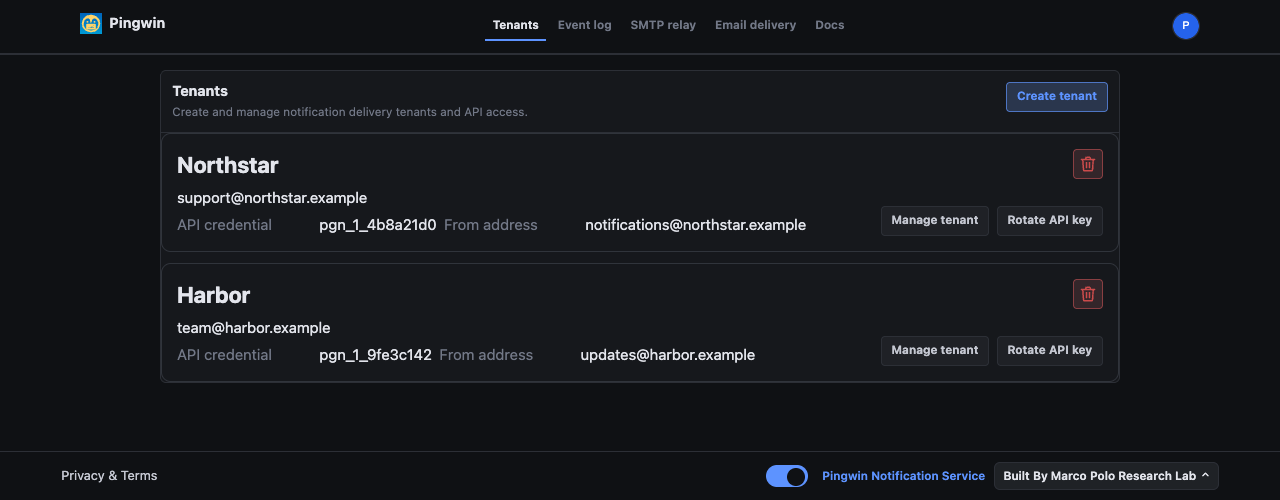 Pingwin
Tenants Event log SMTP relay Email delivery Docs
P
Tenants
Create and manage notification delivery tenants and API access.
Create tenant
Northstar
support@northstar.example
API credential pgn_1_4b8a21d0 From address notifications@northstar.example
Manage tenant Rotate API key
Harbor
team@harbor.example
API credential pgn_1_9fe3c142 From address updates@harbor.example
Manage tenant Rotate API key
Privacy & Terms
Pingwin Notification Service
Built By Marco Polo Research Lab